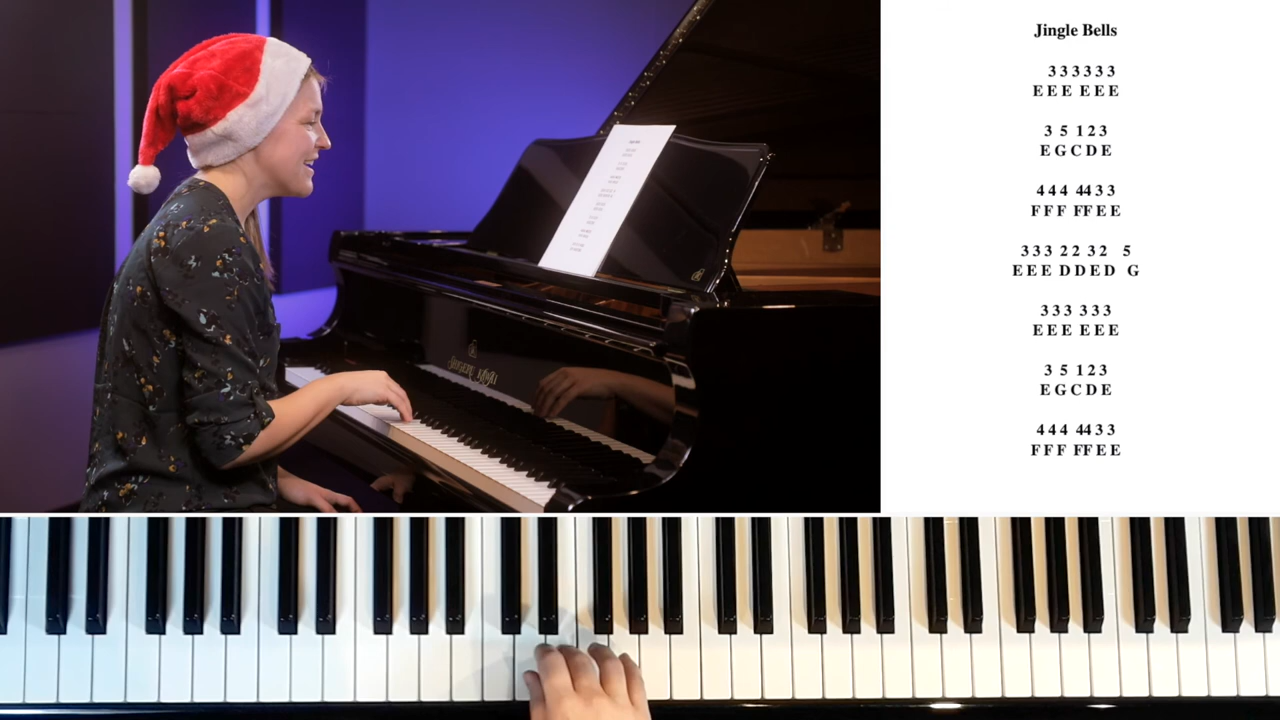 Jingle Bells
3 3 3 3 3 3
E E E E E E
3 5 1 2 3
E G C D E
4 4 4 4 4 3 3
F F F F F E E
3 3 3 2 2 3 2 5
E E E D D E D G
3 3 3 3 3 3
E E E E E E
3 5 1 2 3
E G C D E
4 4 4 4 4 3 3
F F F F F E E